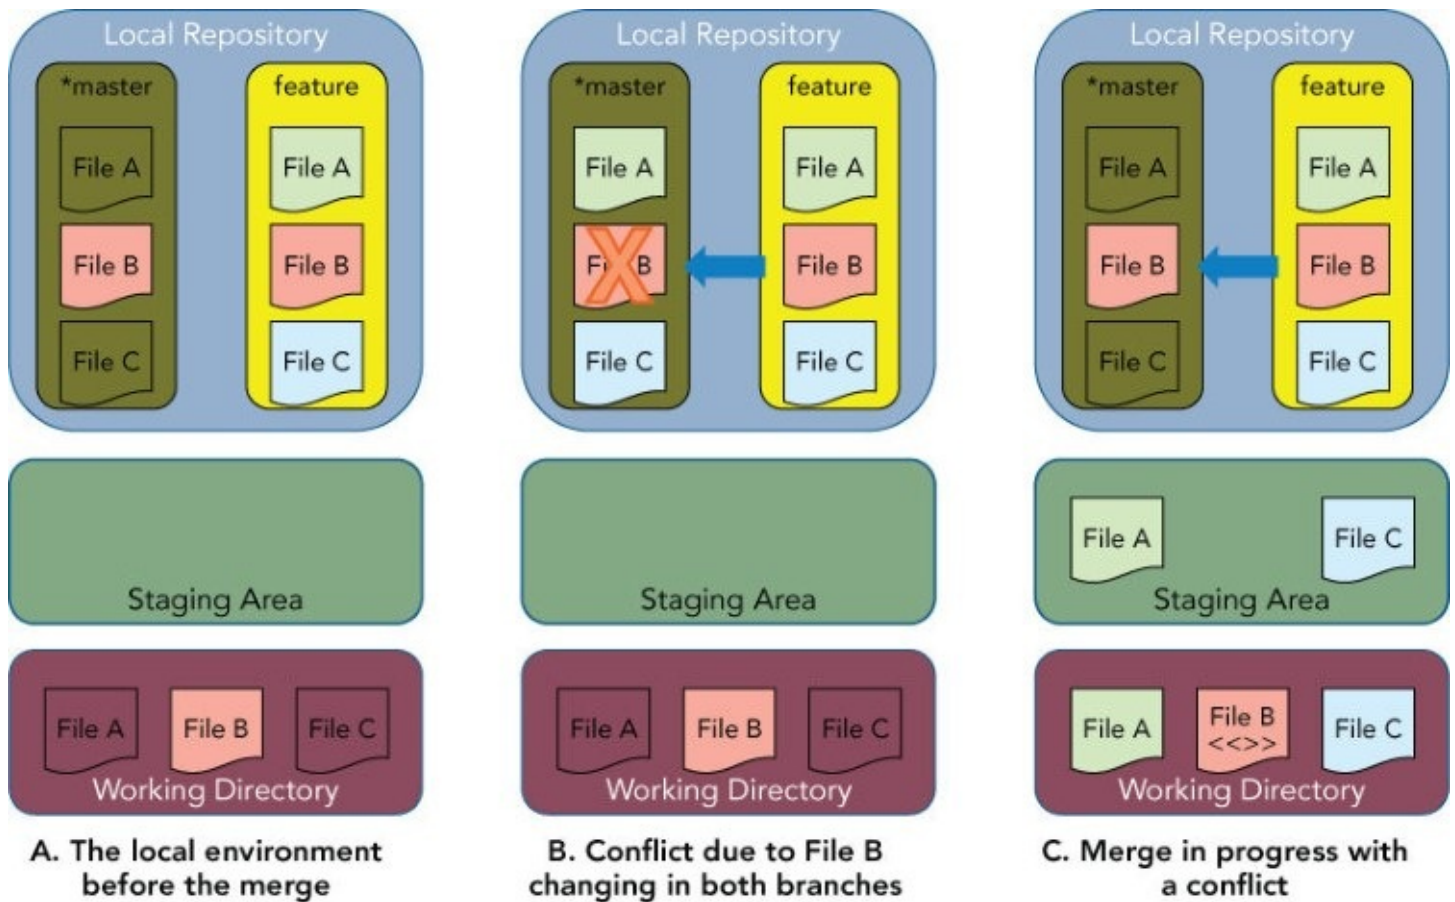 Local Repository
*master
feature
File A
File A
File B
File B
File C
File C
Staging Area
File A
File B
File C
Working Directory
A. The local environment
before the merge
Local Repository
*master
feature
File A
File A
File B
File B
File C
File C
Staging Area
File A
File B
File C
Working Directory
B. Conflict due to File B
changing in both branches
Local Repository
*master
feature
File A
File A
File B
File B
File C
File C
File A
File C
Staging Area
File A
File B
<<>>
File C
Working Directory
C. Merge in progress with
a conflict